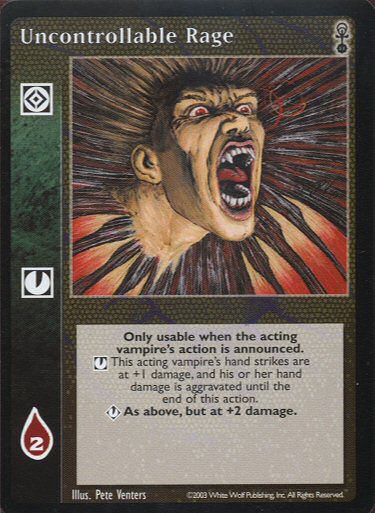 Uncontrollable Rage
Only usable when the acting
vampire's action is announced.
This acting vampire's hand strikes are
at +1 damage, and his or her hand
damage is aggravated until the
end of this action.
As above, but at +2 damage.
2
Illus. Pete Venters
©2003 White Wolf Publishing, Inc. All Rights Reserved.